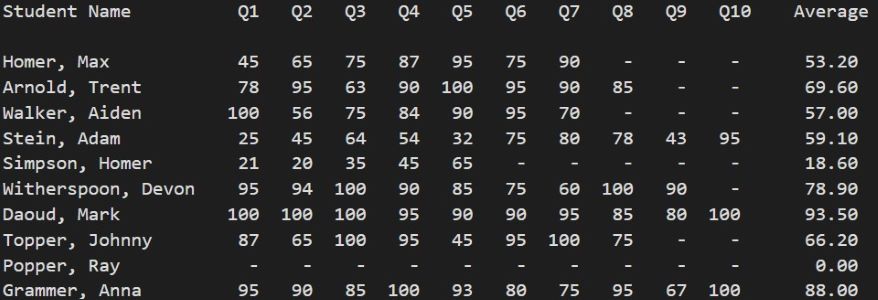 Student Name Q1 Q2 Q3 Q4 Q5 Q6 Q7 Q8 Q9 Q10 Average
Homer, Max 45 65 75 87 95 75 90 - - - 53.20
Arnold, Trent 78 95 63 90 100 95 90 85 - - 69.60
Walker, Aiden 100 56 75 84 90 95 70 - - - 57.00
Stein, Adam 25 45 64 54 32 75 80 78 43 95 59.10
Simpson, Homer 21 20 35 45 65 - - - - - 18.60
Witherspoon, Devon 95 94 100 90 85 75 60 100 90 - 78.90
Daoud, Mark 100 100 100 95 90 90 95 85 80 100 93.50
Topper, Johnny 87 65 100 95 45 95 100 75 - - 66.20
Popper, Ray - - - - - - - - - - 0.00
Grammer, Anna 95 90 85 100 93 80 75 95 67 100 88.00